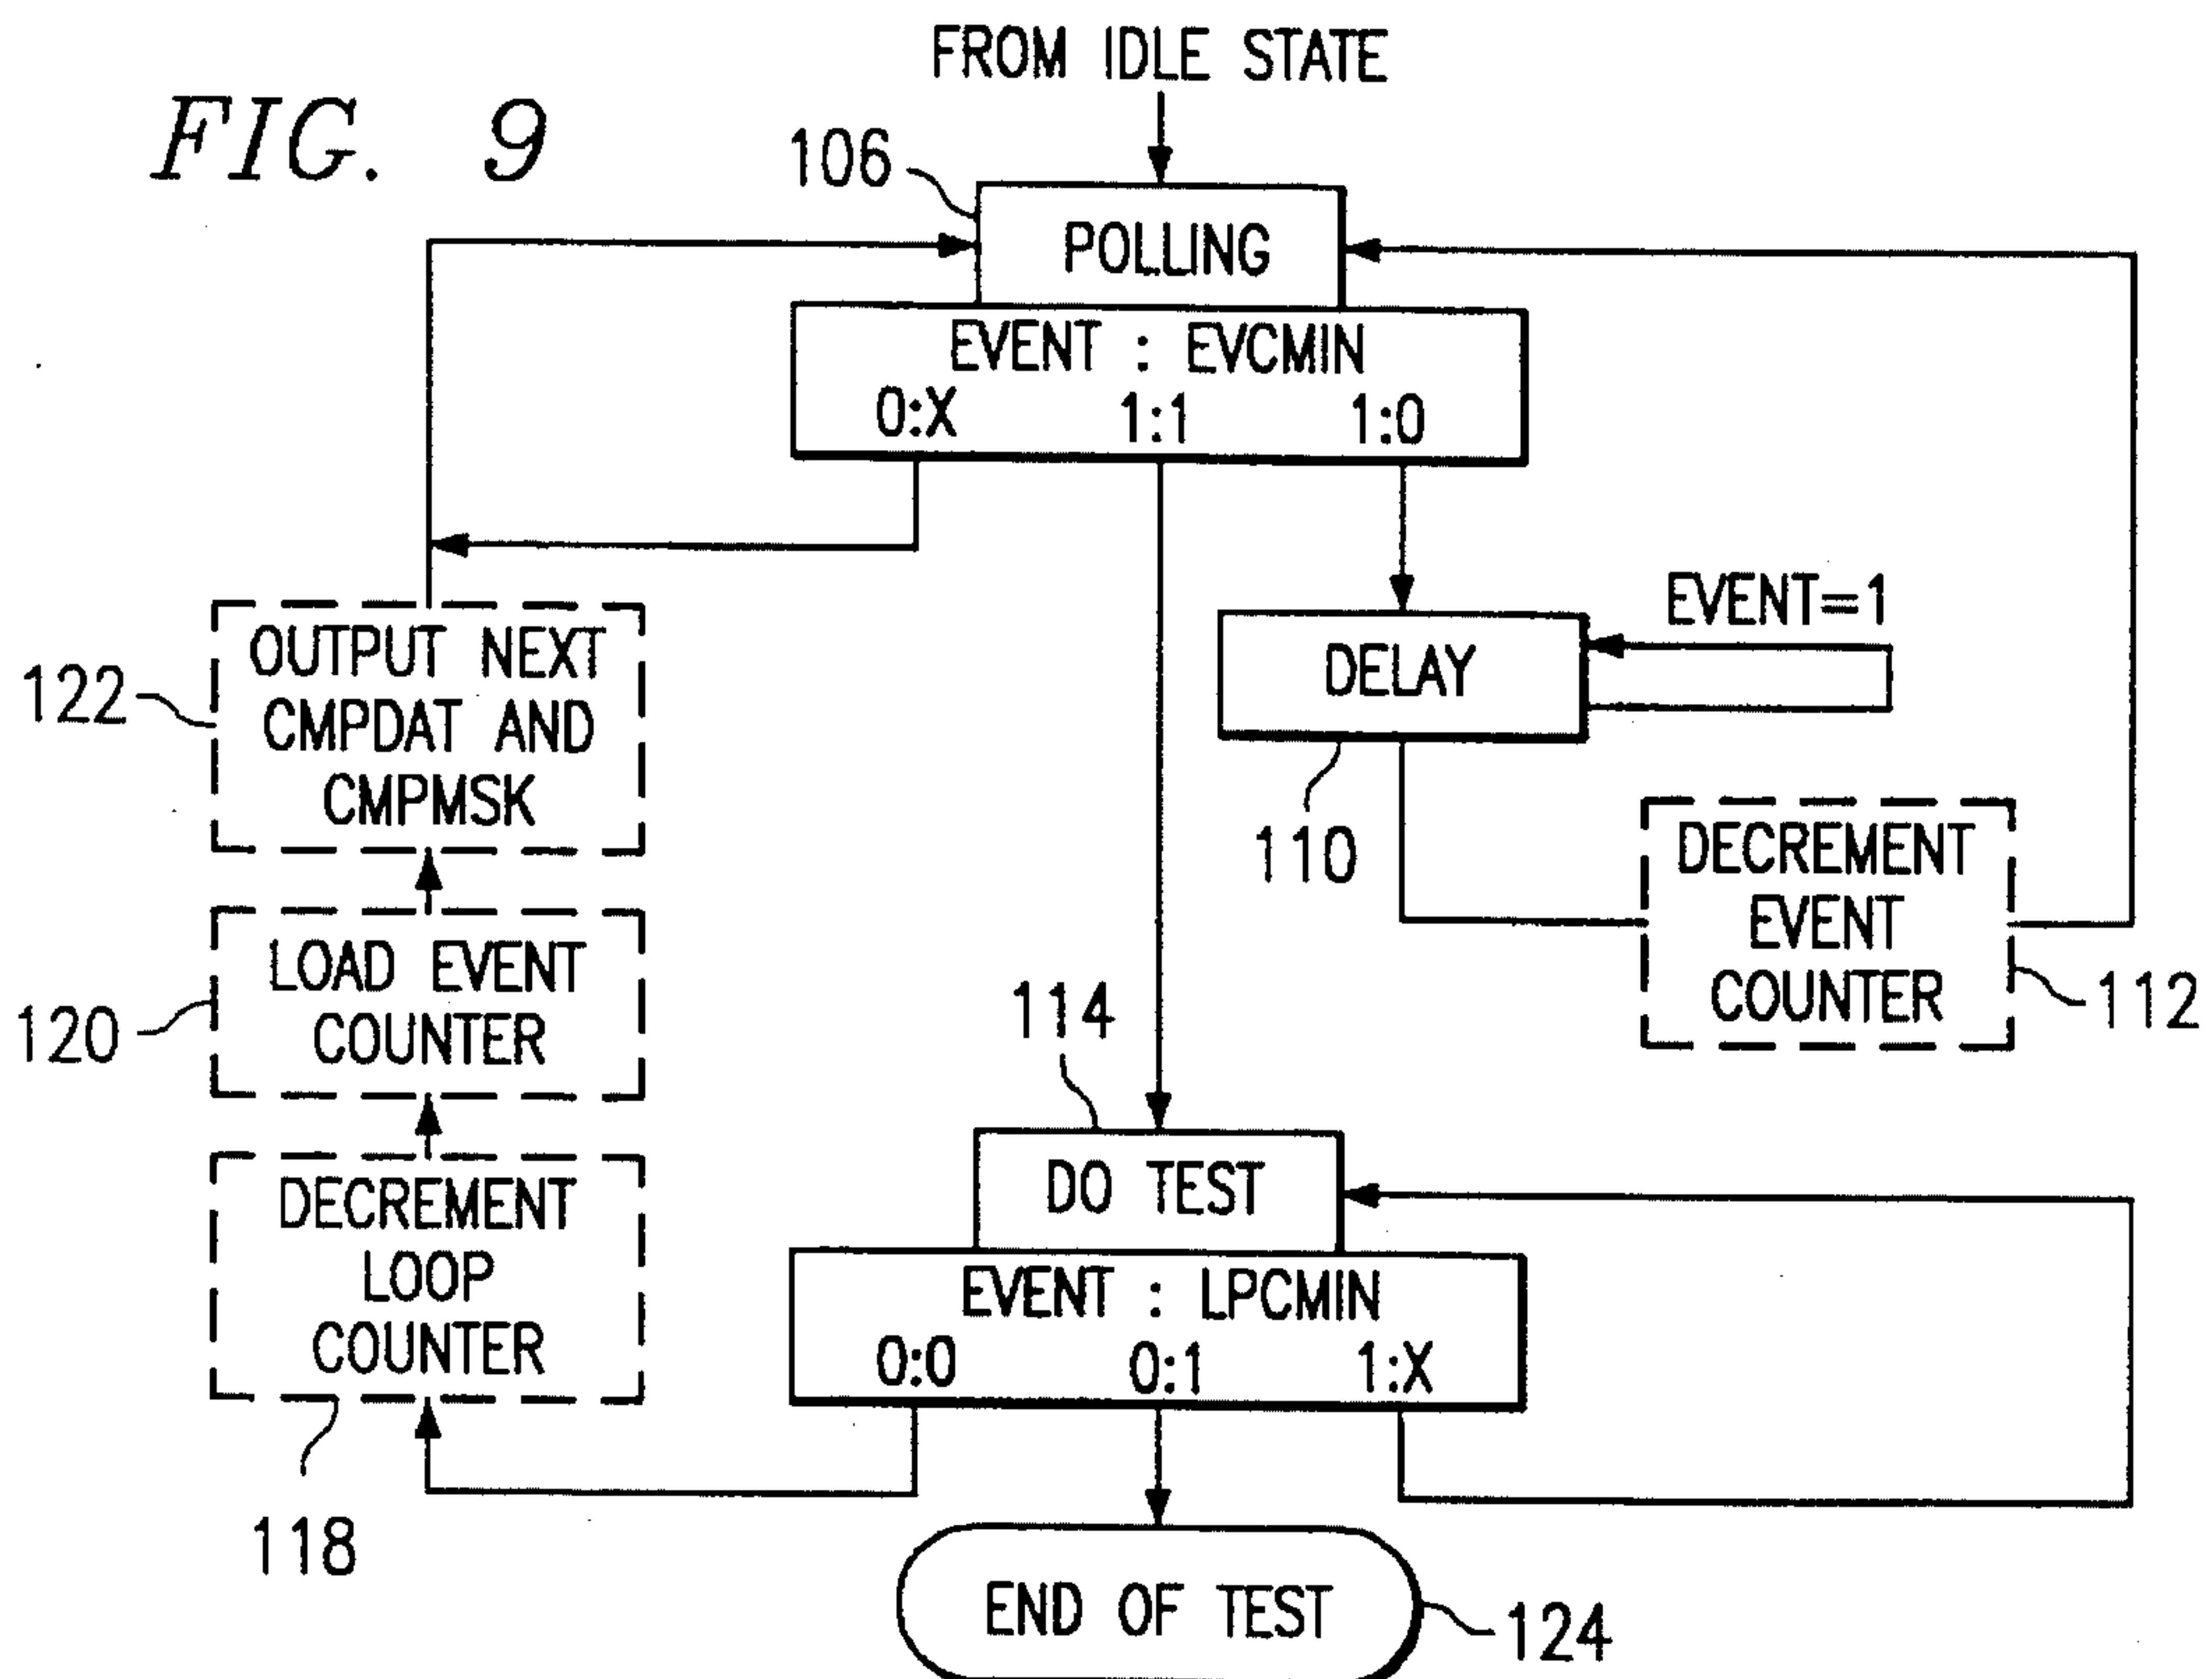 FROM IDLE STATE
FIG. 9
106
POLLING
EVENT : EVCMIN
0:X 1:1 1:0
EVENT=1
DELAY
110
122
OUTPUT NEXT
CMPDAT AND
CMPMSK
DECREMENT
EVENT
COUNTER
112
120
LOAD EVENT
COUNTER
114
DO TEST
EVENT : LPCMIN
0:0 0:1 1:X
DECREMENT
LOOP
COUNTER
118
END OF TEST
124